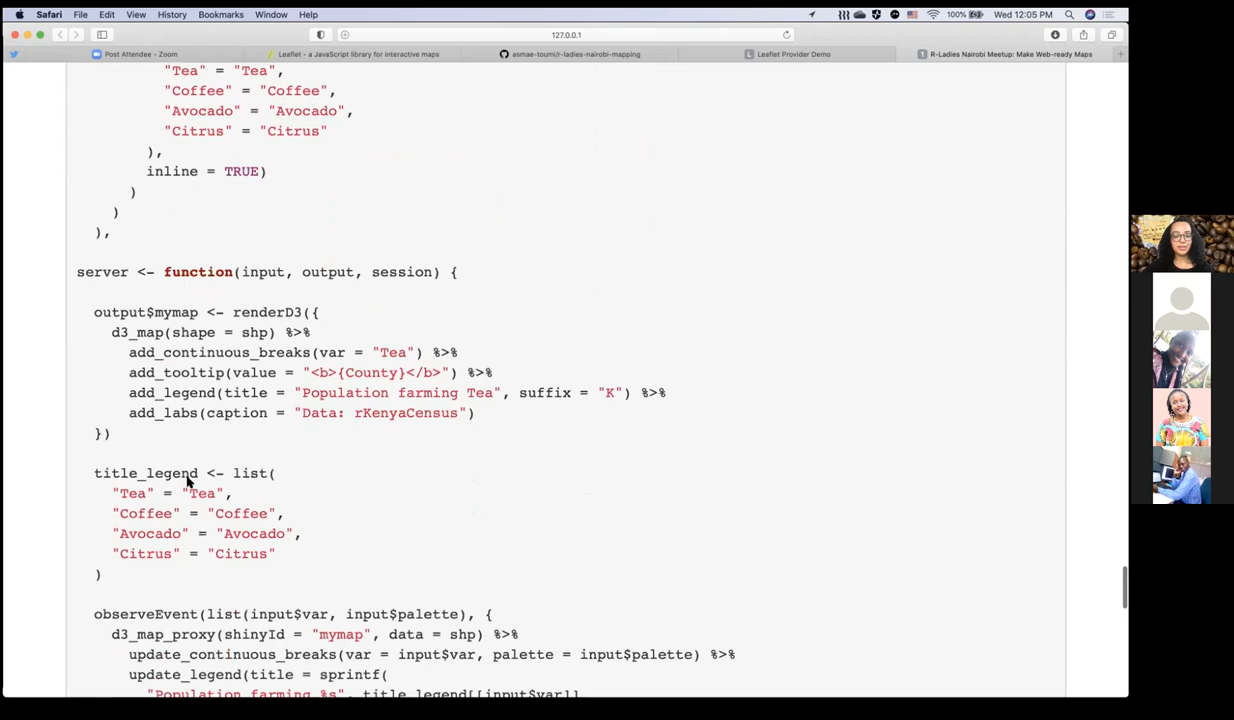 Safari File Edit View History Bookmarks Window Help 100% Wed 12:05 PM
127.0.0.1
Post Attendee - Zoom Leaflet - a JavaScript library for interactive maps asmae-toumi/r-ladies-nairobi-mapping Leaflet Provider Demo R-Ladies Nairobi Meetup: Make Web-ready Maps
"Tea" = "Tea",
"Coffee" = "Coffee",
"Avocado" = "Avocado",
"Citrus" = "Citrus"
),
inline = TRUE)
)
)
),
server <- function(input, output, session) {
output$mymap <- renderD3({
d3_map(shape = shp) %>%
add_continuous_breaks(var = "Tea") %>%
add_tooltip(value = "<b>{County}</b>") %>%
add_legend(title = "Population farming Tea", suffix = "K") %>%
add_labs(caption = "Data: rKenyaCensus")
})
title_legend <- list(
"Tea" = "Tea",
"Coffee" = "Coffee",
"Avocado" = "Avocado",
"Citrus" = "Citrus"
)
observeEvent(list(input$var, input$palette), {
d3_map_proxy(shinyId = "mymap", data = shp) %>%
update_continuous_breaks(var = input$var, palette = input$palette) %>%
update_legend(title = sprintf(
"Population farming %s", title_legend[[input$var]]